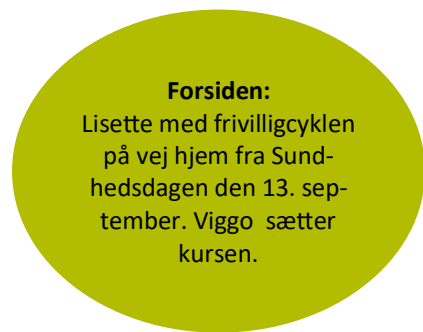 Forsiden:
Lisette med frivilligcyklen
på vej hjem fra Sund-
hedsdagen den 13. sep-
tember. Viggo  sætter
kursen.